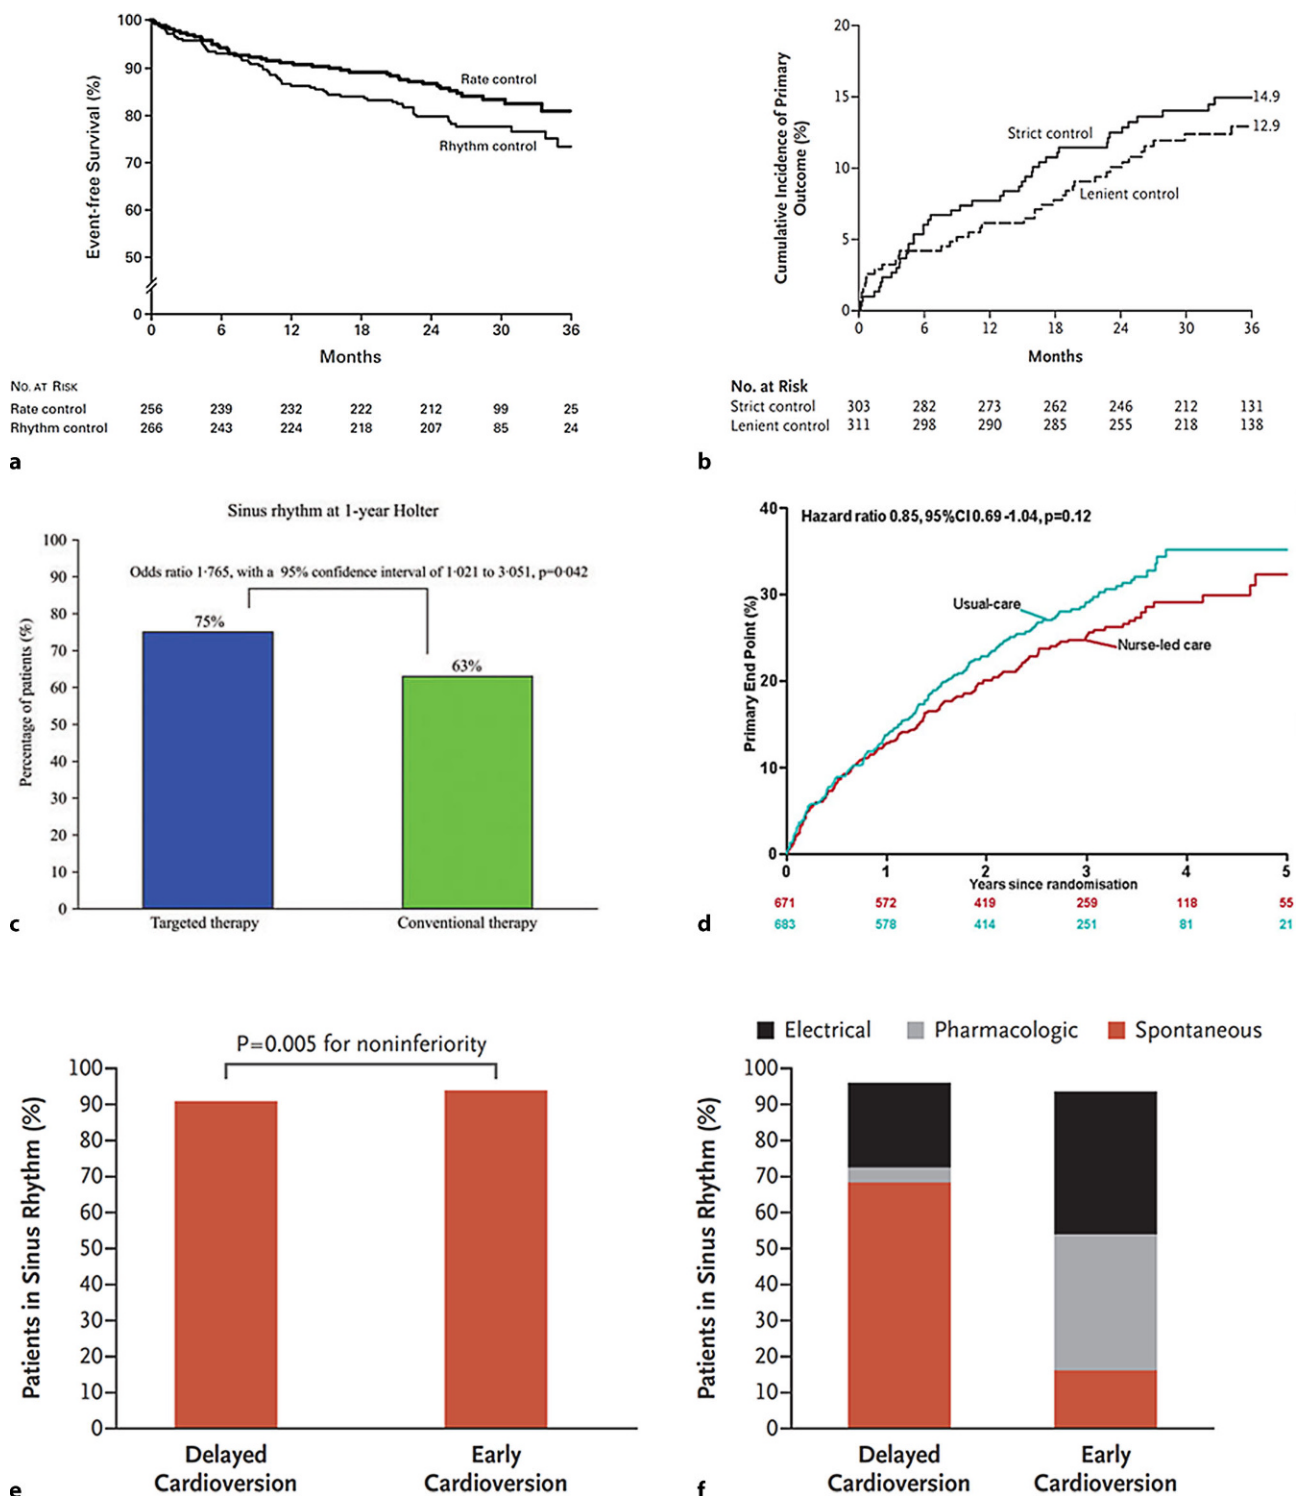 100
90
80
70
60
50
0
Event-free Survival (%)
Rate control
Rhythm control
0 6 12 18 24 30 36
Months
No. at Risk
Rate control 256 239 232 222 212 99 25
Rhythm control 266 243 224 218 207 85 24
a
20
15
10
5
0
Cumulative Incidence of Primary
Outcome (%)
Strict control
Lenient control
14.9
12.9
0 6 12 18 24 30 36
Months
No. at Risk
Strict control 303 282 273 262 246 212 131
Lenient control 311 298 290 285 255 218 138
b
Sinus rhythm at 1-year Holter
Odds ratio 1·765, with a 95% confidence interval of 1·021 to 3·051, p=0·042
100
90
80
70
60
50
40
30
20
10
0
Percentage of patients (%)
75%
63%
Targeted therapy Conventional therapy
c
Hazard ratio 0.85, 95%CI 0.69 -1.04, p=0.12
40
30
20
10
0
Primary End Point (%)
Usual-care
Nurse-led care
0 1 2 3 4 5
Years since randomisation
671 572 419 259 118 55
683 578 414 251 81 21
d
P=0.005 for noninferiority
100
90
80
70
60
50
40
30
20
10
0
Patients in Sinus Rhythm (%)
Delayed Early
Cardioversion Cardioversion
e
Electrical Pharmacologic Spontaneous
100
90
80
70
60
50
40
30
20
10
0
Patients in Sinus Rhythm (%)
Delayed Early
Cardioversion Cardioversion
f